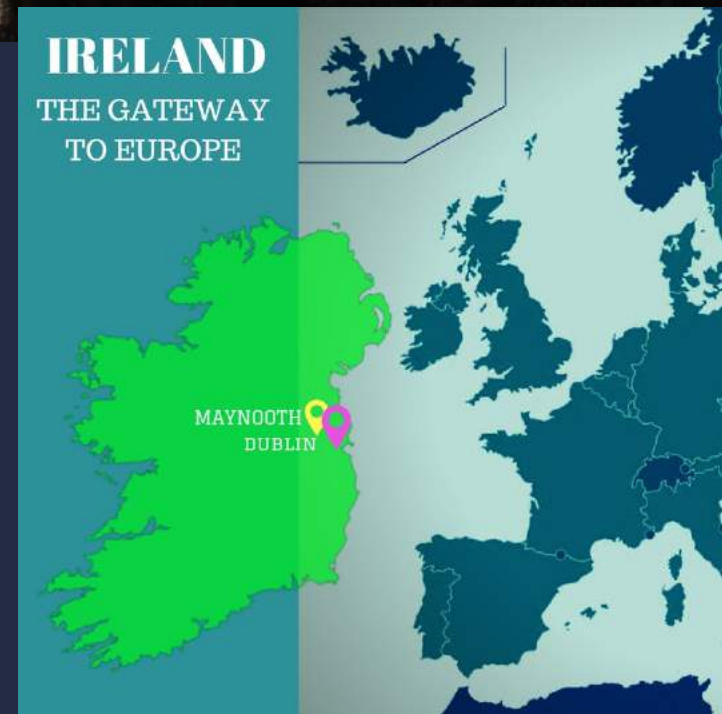 IRELAND
THE GATEWAY
TO EUROPE
MAYNOOTH
DUBLIN